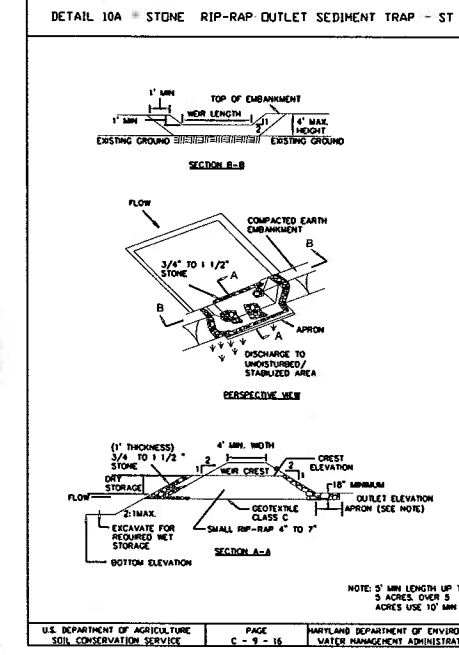 DETAIL 10A STONE RIP-RAP OUTLET SEDIMENT TRAP - ST
1' MIN
TOP OF EMBANKMENT
1' MIN
WEIR LENGTH
1
2
4' MAX.
HEIGHT
EXISTING GROUND
EXISTING GROUND
SECTION B-B
FLOW
COMPACTED EARTH
EMBANKMENT
3/4" TO 1 1/2"
STONE
A
B
B
A
APRON
DISCHARGE TO
UNDISTURBED/
STABILIZED AREA
PERSPECTIVE VIEW
(1' THICKNESS)
3/4 TO 1 1/2 "
STONE
4' MIN. WIDTH
2
1
WEIR CREST
2
1
CREST
ELEVATION
DRY
STORAGE
18" MINIMUM
FLOW
OUTLET ELEVATION
2:1MAX.
GEOTEXTILE
CLASS C
APRON (SEE NOTE)
EXCAVATE FOR
REQUIRED WET
STORAGE
SMALL RIP-RAP 4" TO 7"
BOTTOM ELEVATION
SECTION A-A
NOTE: 5' MIN LENGTH UP T
5 ACRES. OVER 5
ACRES USE 10' MIN
U.S. DEPARTMENT OF AGRICULTURE
SOIL CONSERVATION SERVICE
PAGE
C - 9 - 16
MARYLAND DEPARTMENT OF ENVIRO
WATER MANAGEMENT ADMINISTRAT